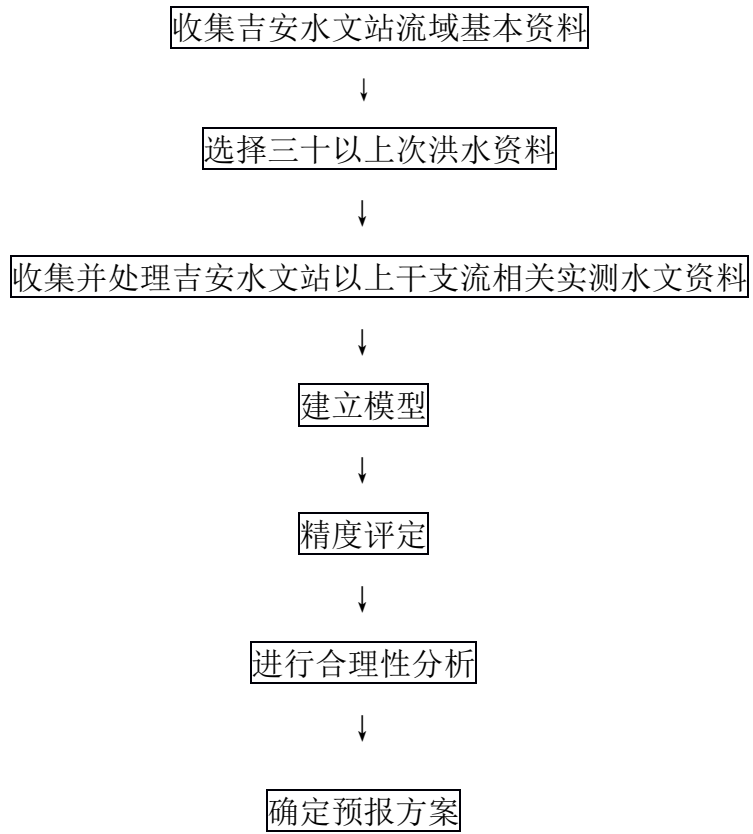 收集吉安水文站流域基本资料
↓
选择三十以上次洪水资料
↓
收集并处理吉安水文站以上干支流相关实测水文资料
↓
建立模型
↓
精度评定
↓
进行合理性分析
↓
确定预报方案